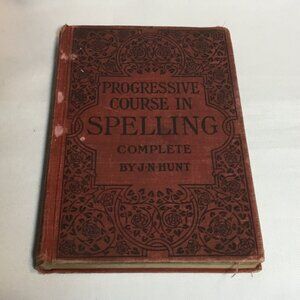 PROGRESSIVE
COURSE IN
SPELLING
COMPLETE
BY·J·N·HUNT